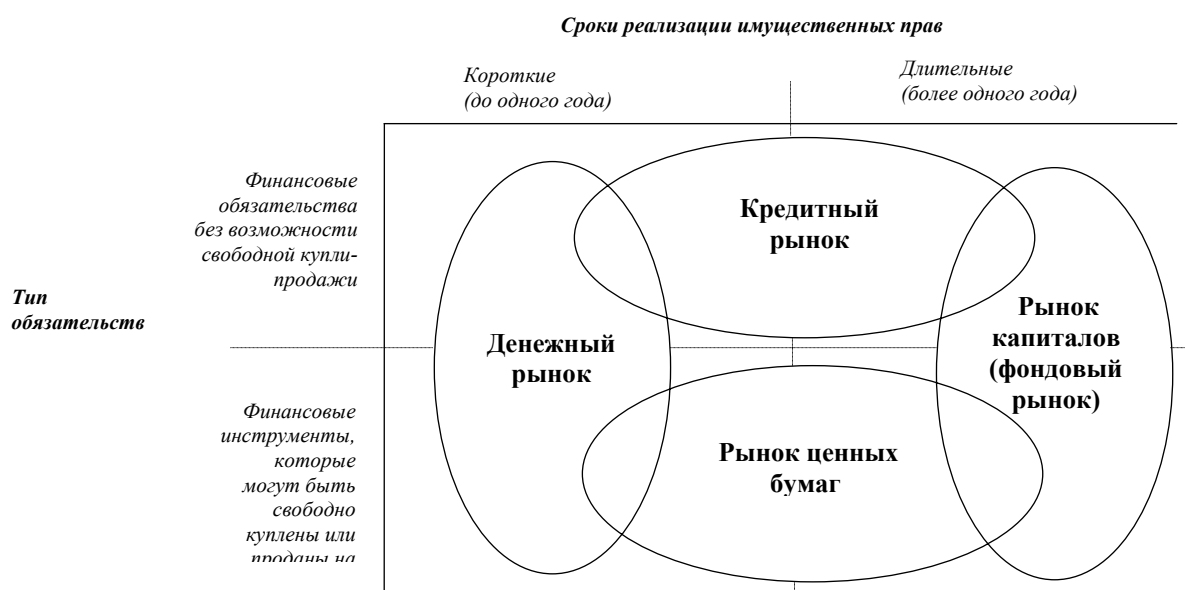 Сроки реализации имущественных прав
Короткие
(до одного года)
Длительные
(более одного года)
Финансовые
обязательства
без возможности
свободной купли-
продажи
Тип
обязательств
Кредитный
рынок
Денежный
рынок
Рынок
капиталов
(фондовый
рынок)
Финансовые
инструменты,
которые
могут быть
свободно
куплены или
проданы на
Рынок ценных
бумаг